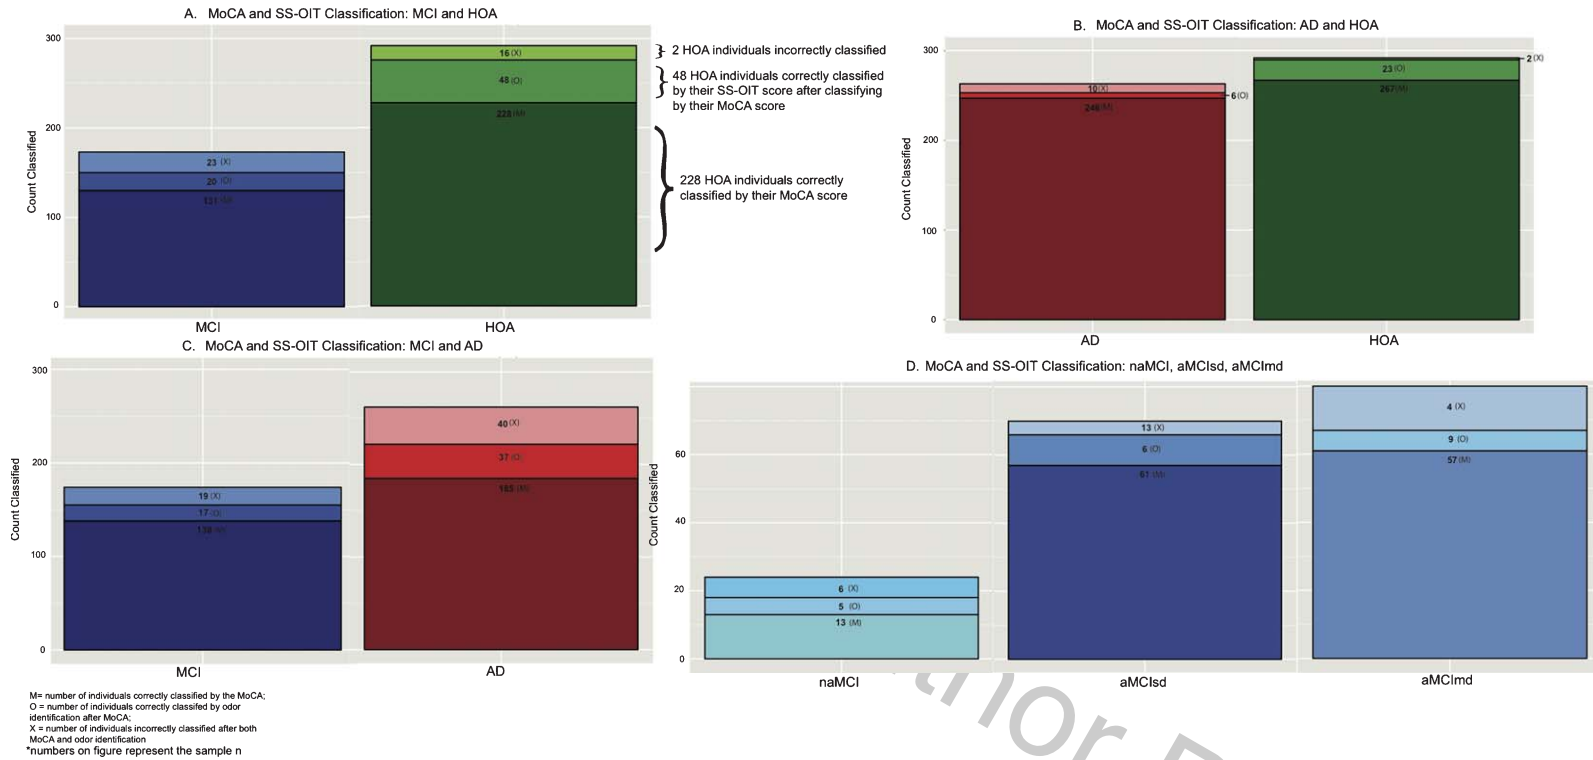 A. MoCA and SS-OIT Classification: MCI and HOA
300
200
100
0
Count Classified
23 (X)
20 (O)
131 (M)
16 (X)
48 (O)
228 (M)
MCI
HOA
2 HOA individuals incorrectly classified
48 HOA individuals correctly classified
by their SS-OIT score after classifying
by their MoCA score
228 HOA individuals correctly
classified by their MoCA score
B. MoCA and SS-OIT Classification: AD and HOA
300
200
100
0
Count Classified
10(X)
6(O)
246(M)
2(X)
23(O)
267(M)
AD
HOA
C. MoCA and SS-OIT Classification: MCI and AD
300
200
100
0
Count Classified
19 (X)
17 (O)
138 (M)
40(X)
37 (O)
185 (M)
MCI
AD
D. MoCA and SS-OIT Classification: naMCI, aMCIsd, aMCImd
60
40
20
0
Count Classified
6 (X)
5 (O)
13 (M)
13 (X)
6 (O)
61 (M)
4 (X)
9 (O)
57 (M)
naMCI
aMCIsd
aMCImd
M= number of individuals correctly classified by the MoCA;
O = number of individuals correctly classifed by odor
identification after MoCA;
X = number of individuals incorrectly classified after both
MoCA and odor identification
*numbers on figure represent the sample n